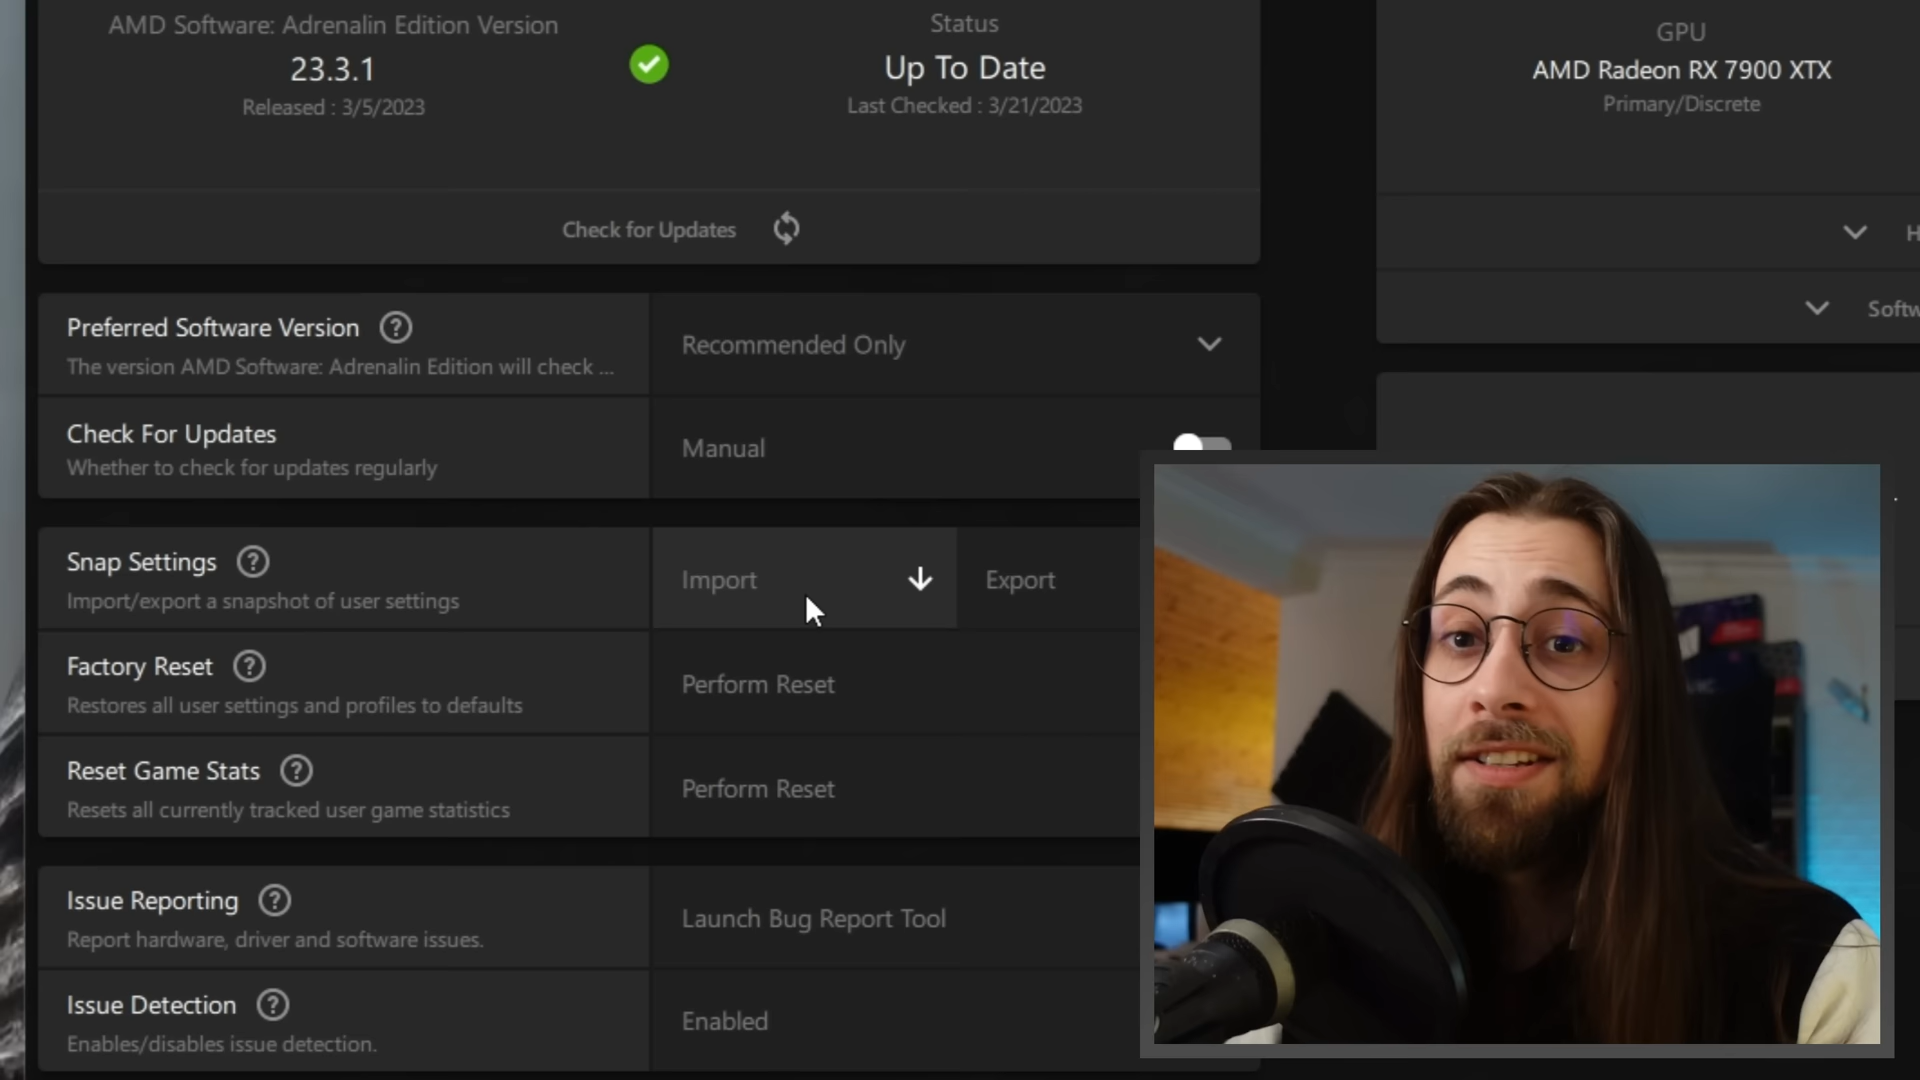 AMD Software: Adrenalin Edition Version
23.3.1
Released : 3/5/2023
Status
Up To Date
Last Checked : 3/21/2023
Check for Updates
GPU
AMD Radeon RX 7900 XTX
Primary/Discrete
H
Softw
Preferred Software Version
The version AMD Software: Adrenalin Edition will check ...
Recommended Only
Check For Updates
Whether to check for updates regularly
Manual
Snap Settings
Import/export a snapshot of user settings
Import
Export
Factory Reset
Restores all user settings and profiles to defaults
Perform Reset
Reset Game Stats
Resets all currently tracked user game statistics
Perform Reset
Issue Reporting
Report hardware, driver and software issues.
Launch Bug Report Tool
Issue Detection
Enables/disables issue detection.
Enabled